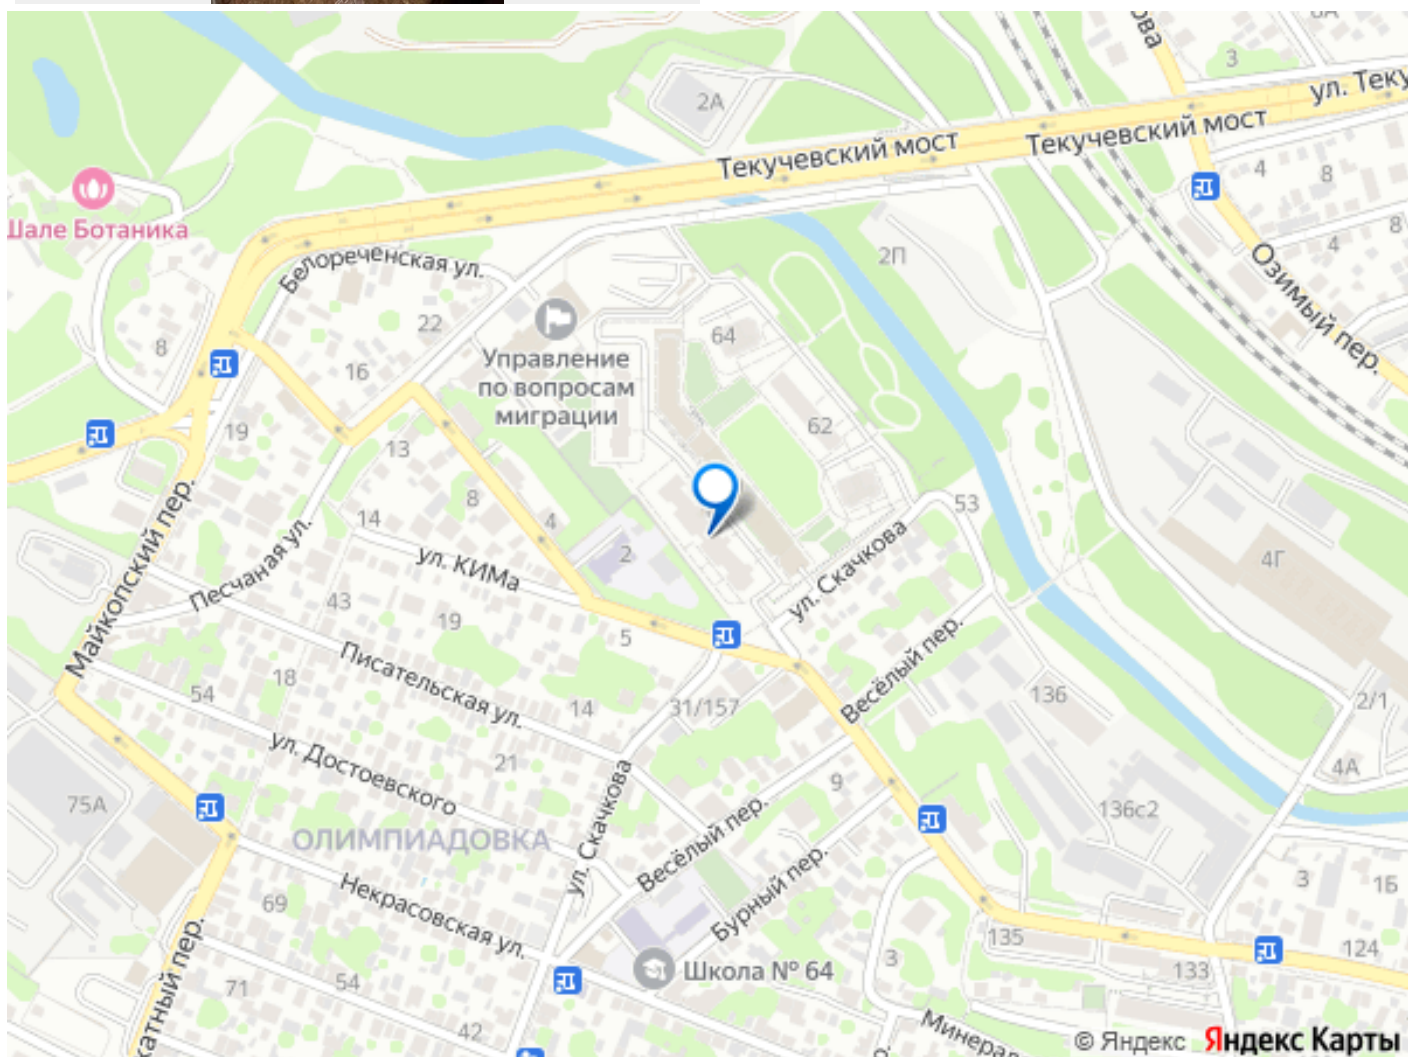 2А
3
ул. Теку
Текучевский мост
Текучевский мост
4
8
Шале Ботаника
2П
4
8
Белореченская ул.
Озимый пер.
22
64
8
16
Управление
по вопросам
миграции
62
19
13
8
14
4
53
2
ул. КИМа
ул. Скачкова
4Г
Песчаная ул.
Майкопский пер.
43
19
5
Весёлый пер.
Писательская ул.
18
54
14
31/157
136
2/1
ул. Достоевского
21
4А
75А
9
136с2
ОЛИМПИАДОВКА
ул. Скачкова
Весёлый пер.
Некрасовская ул.
69
Бурный пер.
3
1Б
135
124
Школа № 64
3
133
71
54
42
Минерал
© Яндекс
Яндекс Карты